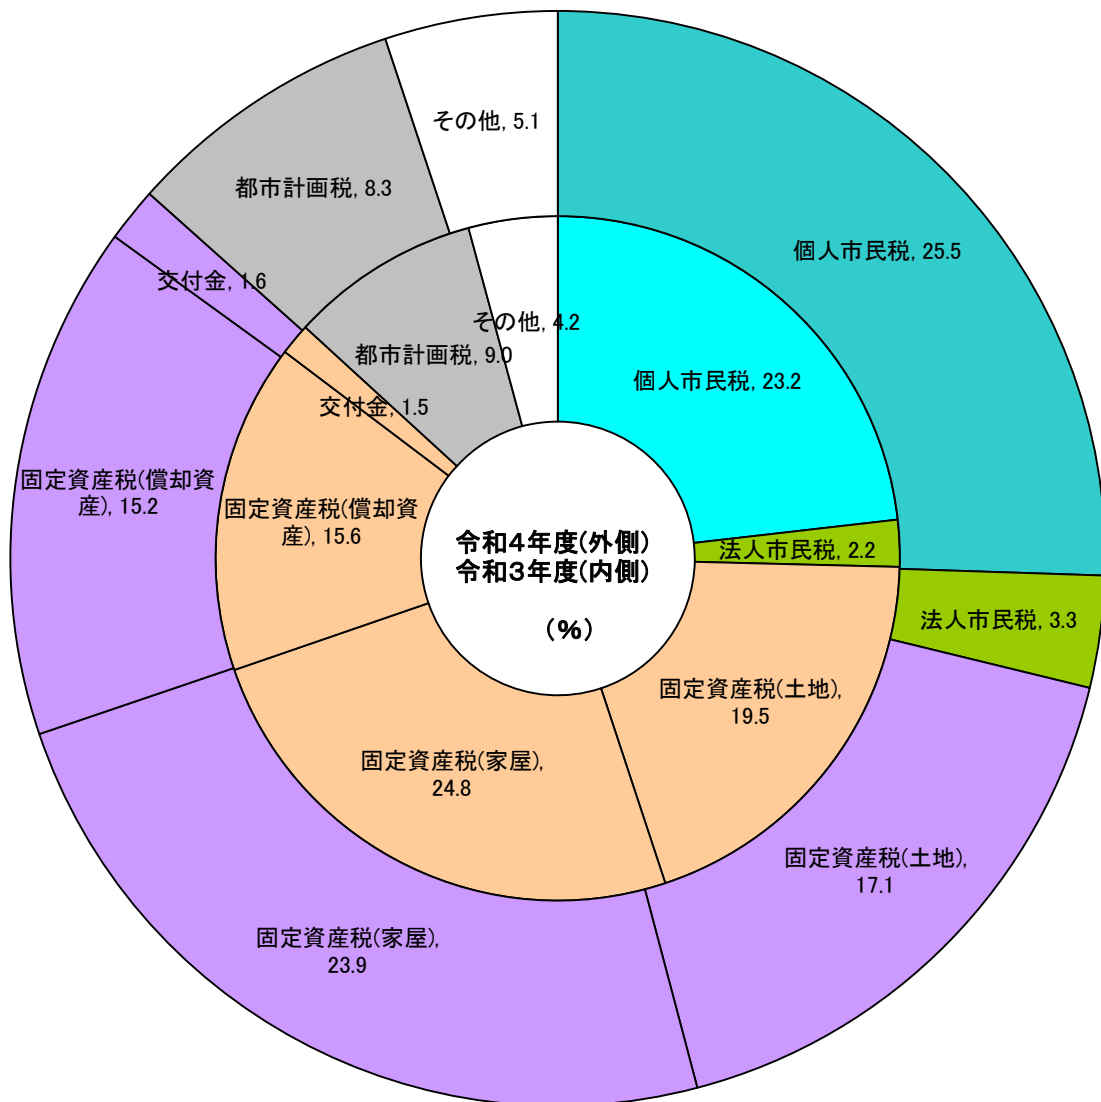 その他, 5.1
都市計画税, 8.3
交付金, 1.6
個人市民税, 25.5
その他, 4.2
都市計画税, 9.0
個人市民税, 23.2
交付金, 1.5
固定資産税(償却資
産), 15.2
固定資産税(償却資
産), 15.6
令和４年度(外側)
令和３年度(内側)
（％）
法人市民税, 2.2
法人市民税, 3.3
固定資産税(土地),
19.5
固定資産税(家屋),
24.8
固定資産税(土地),
17.1
固定資産税(家屋),
23.9